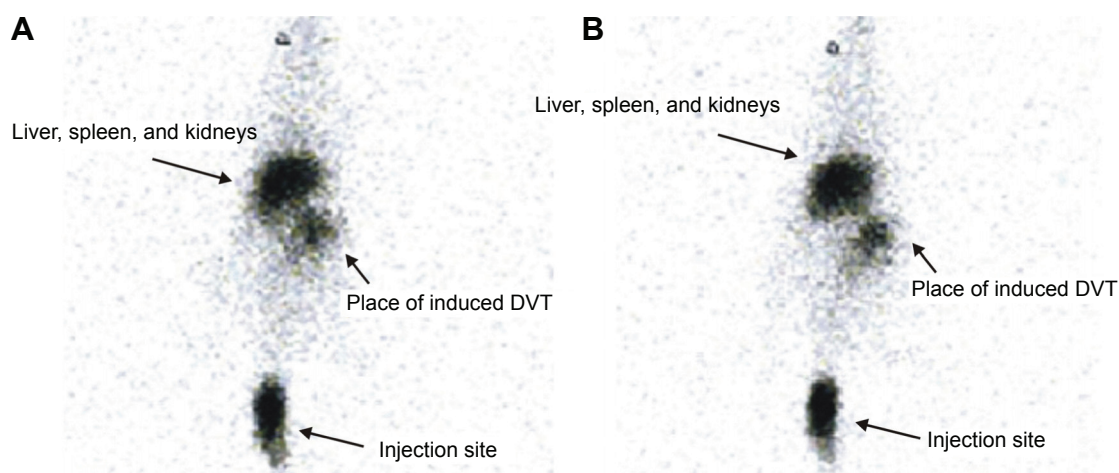 A
Liver, spleen, and kidneys
Place of induced DVT
Injection site
B
Liver, spleen, and kidneys
Place of induced DVT
Injection site